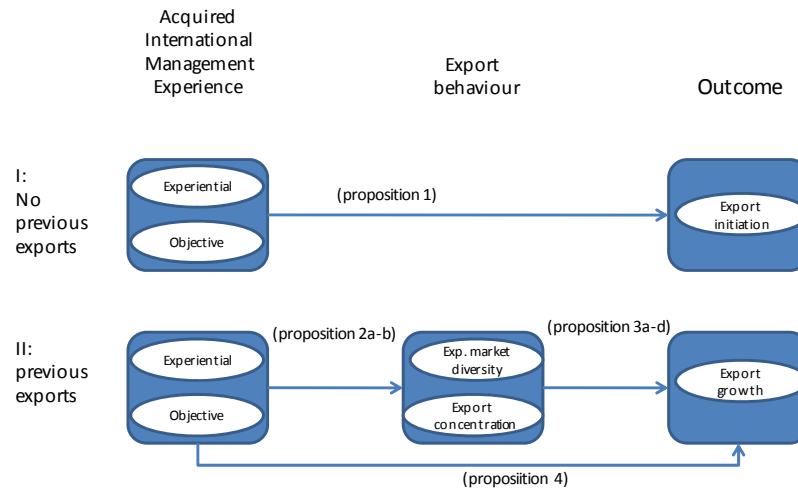 Acquired
International
Management
Experience
Export
behaviour
Outcome
I:
No
previous
exports
Experiential
Objective
(proposition 1)
Export
initiation
II:
previous
exports
Experiential
Objective
(proposition 2a-b)
Exp. market
diversity
Export
concentration
(proposition 3a-d)
Export
growth
(proposiition 4)